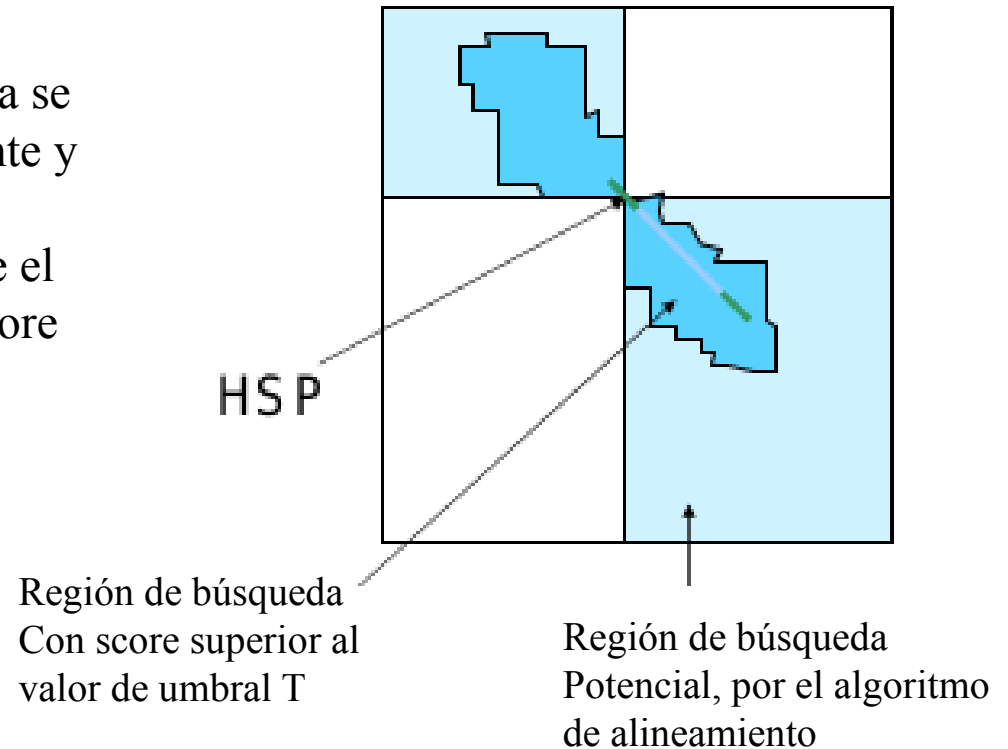 a se
nte y
e el
ore
HSP
Región de búsqueda
Con score superior al
valor de umbral T
Región de búsqueda
Potencial, por el algoritmo
de alineamiento